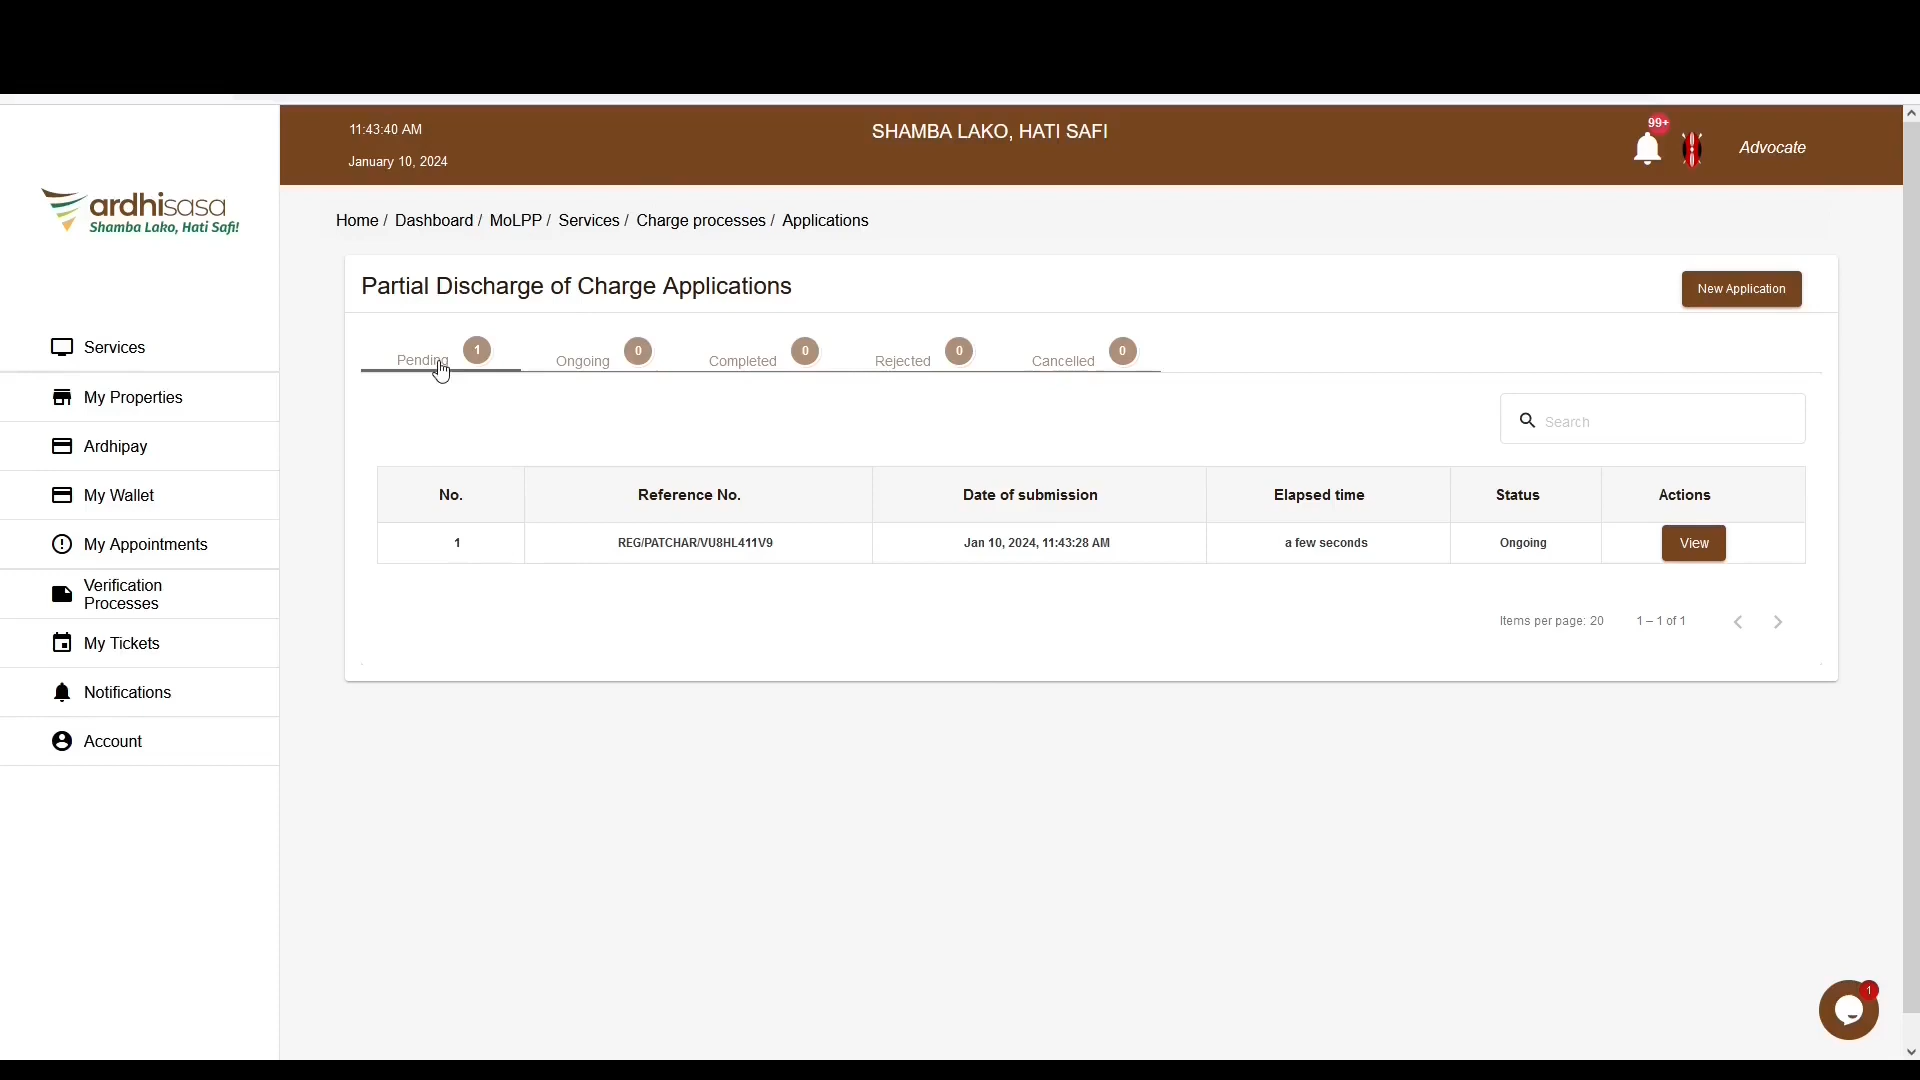 11:43:40 AM
January 10, 2024
SHAMBA LAKO, HATI SAFI
99+
Advocate
ardhisasa
Shamba Lako, Hati Safi!
Services
My Properties
Ardhipay
My Wallet
My Appointments
Verification
Processes
My Tickets
Notifications
Account
Home / Dashboard / MoLPP / Services / Charge processes / Applications
Partial Discharge of Charge Applications
New Application
Pending 1 Ongoing 0 Completed 0 Rejected 0 Cancelled 0
Search
No. Reference No. Date of submission Elapsed time Status Actions
1 REG/PATCHAR/VU8HL411V9 Jan 10, 2024, 11:43:28 AM a few seconds Ongoing View
Items per page: 20 1 – 1 of 1
1